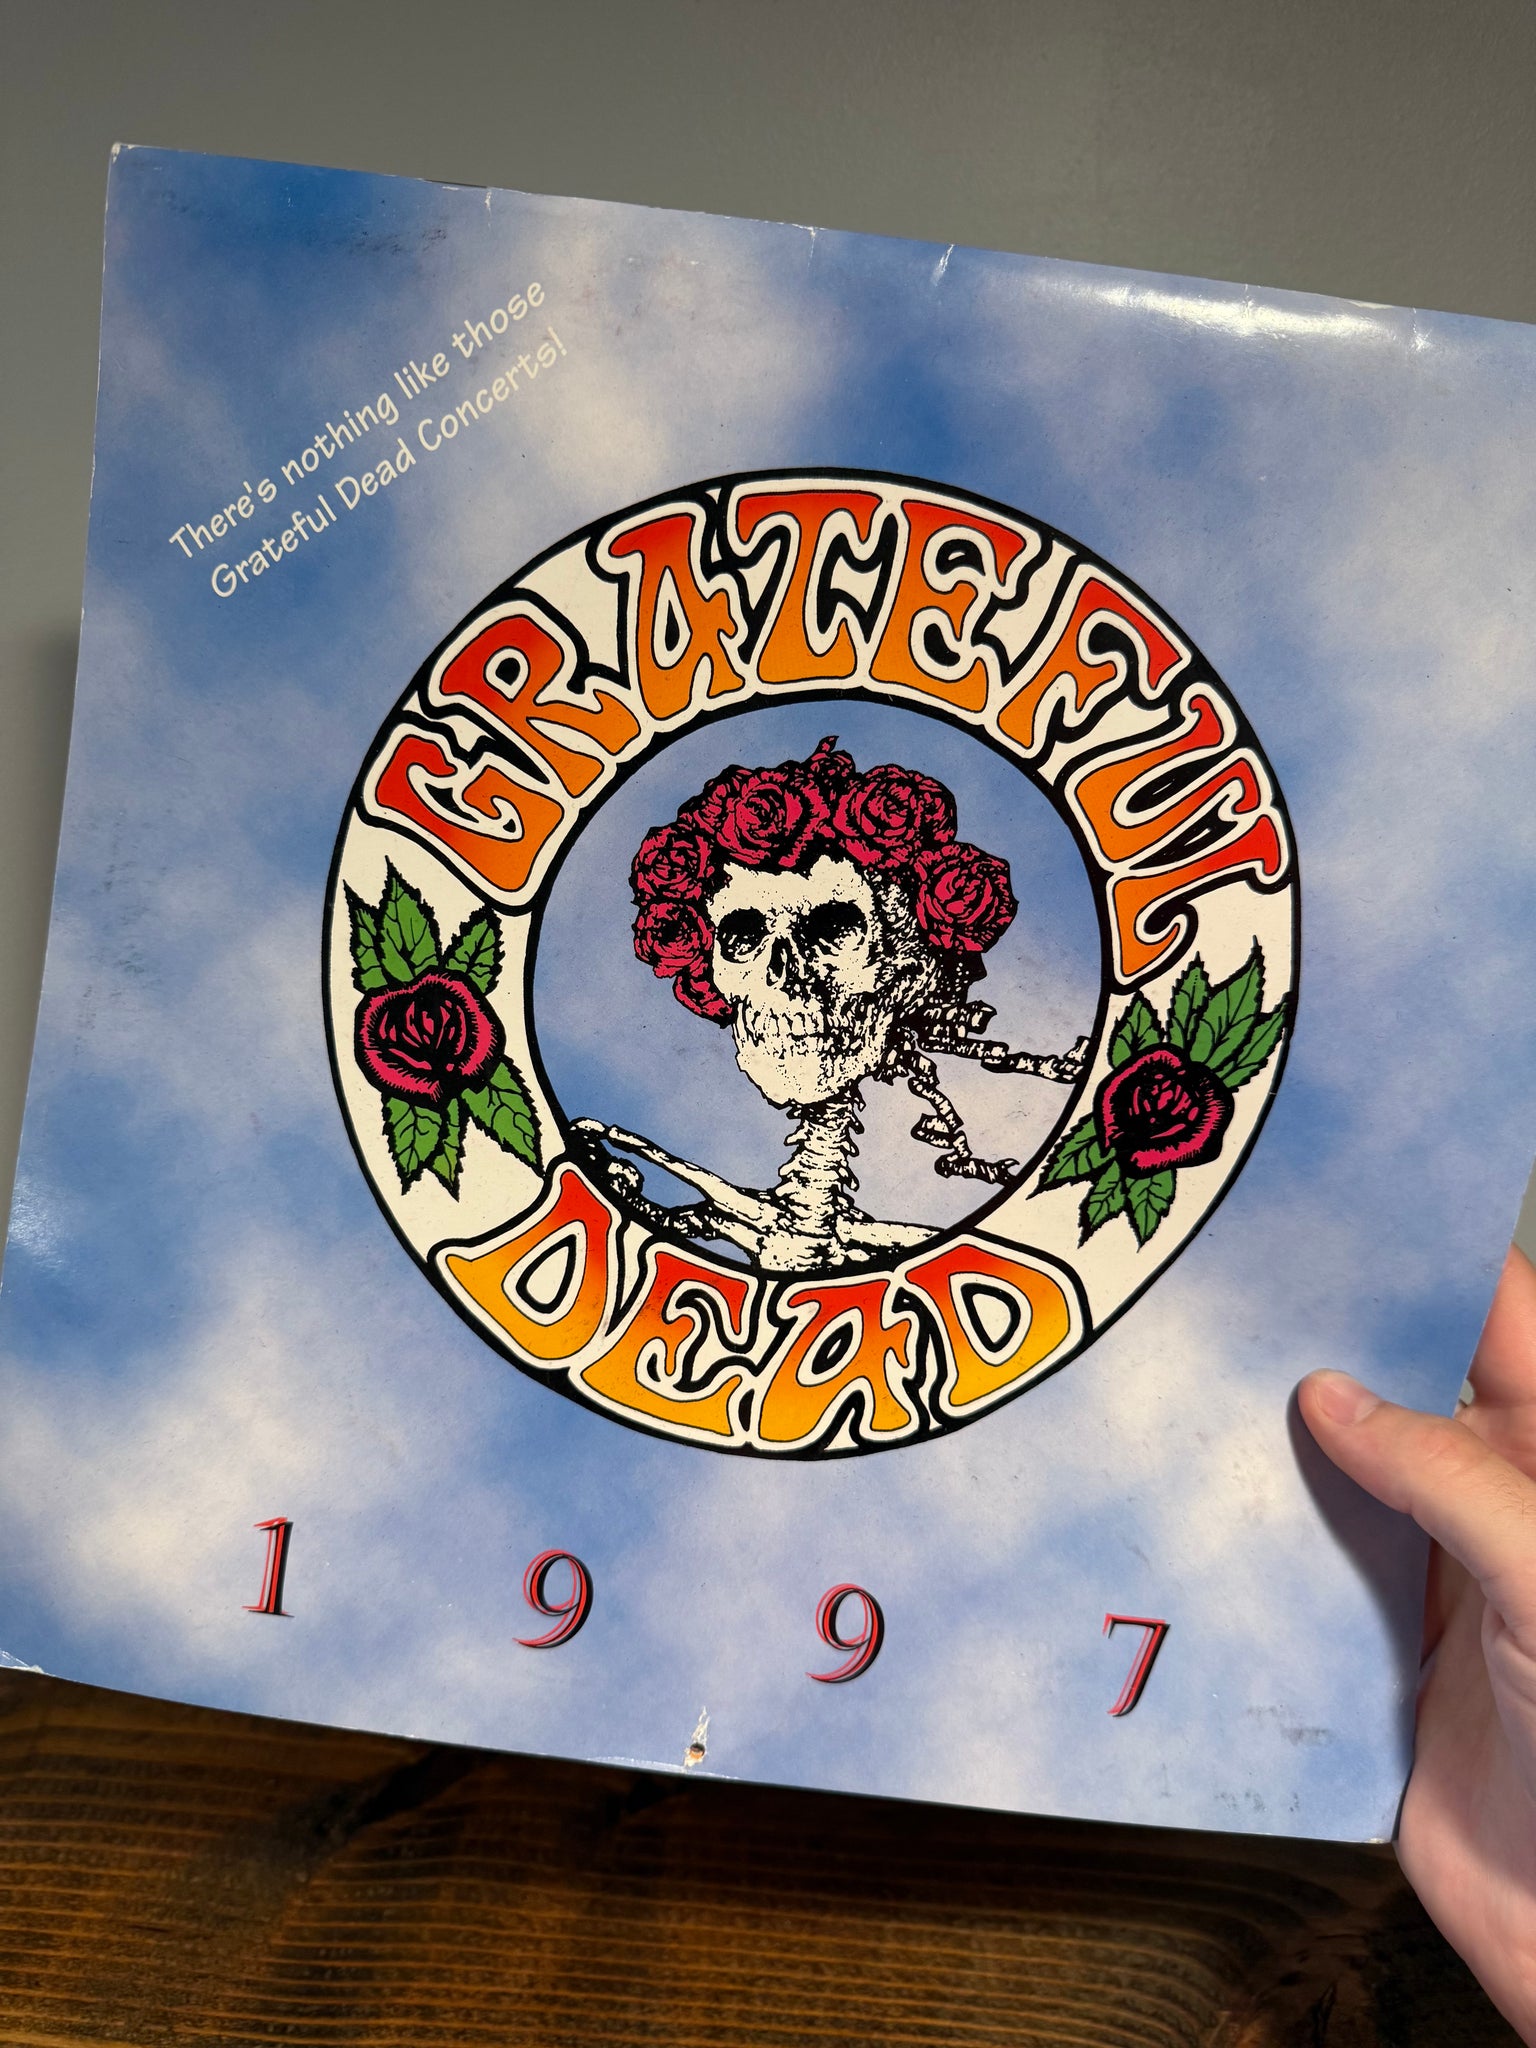 There's nothing like those
Grateful Dead Concerts!
GRATEFUL
DEAD
1997